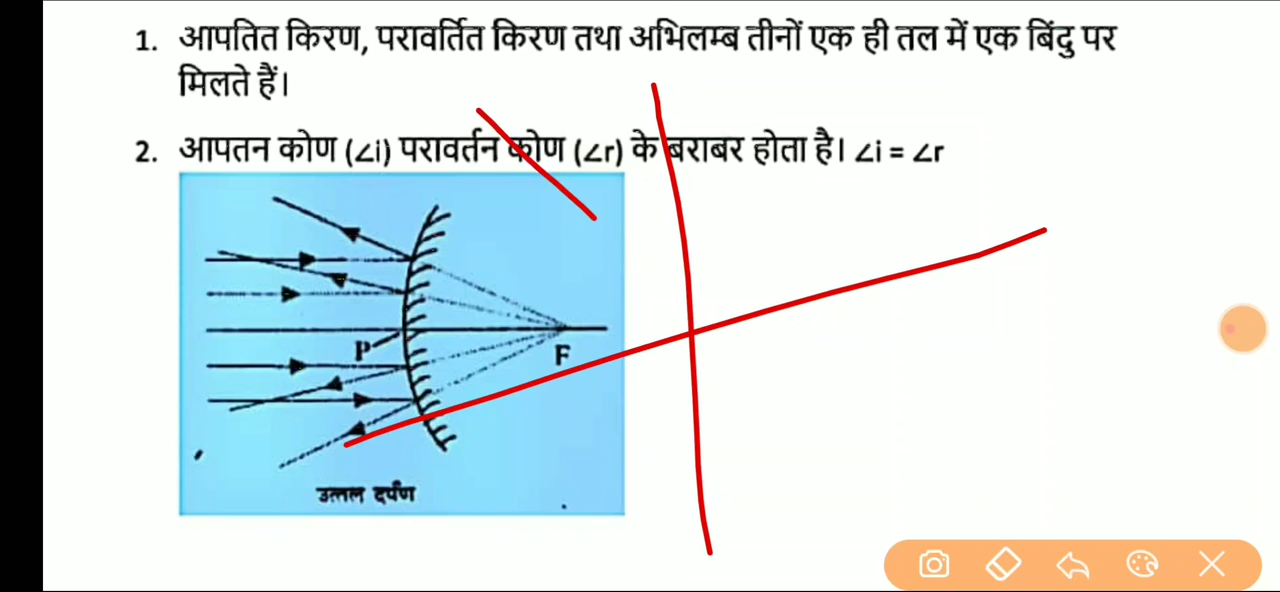 1. आपतित किरण, परावर्तित किरण तथा अभिलम्ब तीनों एक ही तल में एक बिंदु पर
मिलते हैं।
2. आपतन कोण (∠i) परावर्तन कोण (∠r) के बराबर होता है। ∠i = ∠r
P
F
उत्तल दर्पण